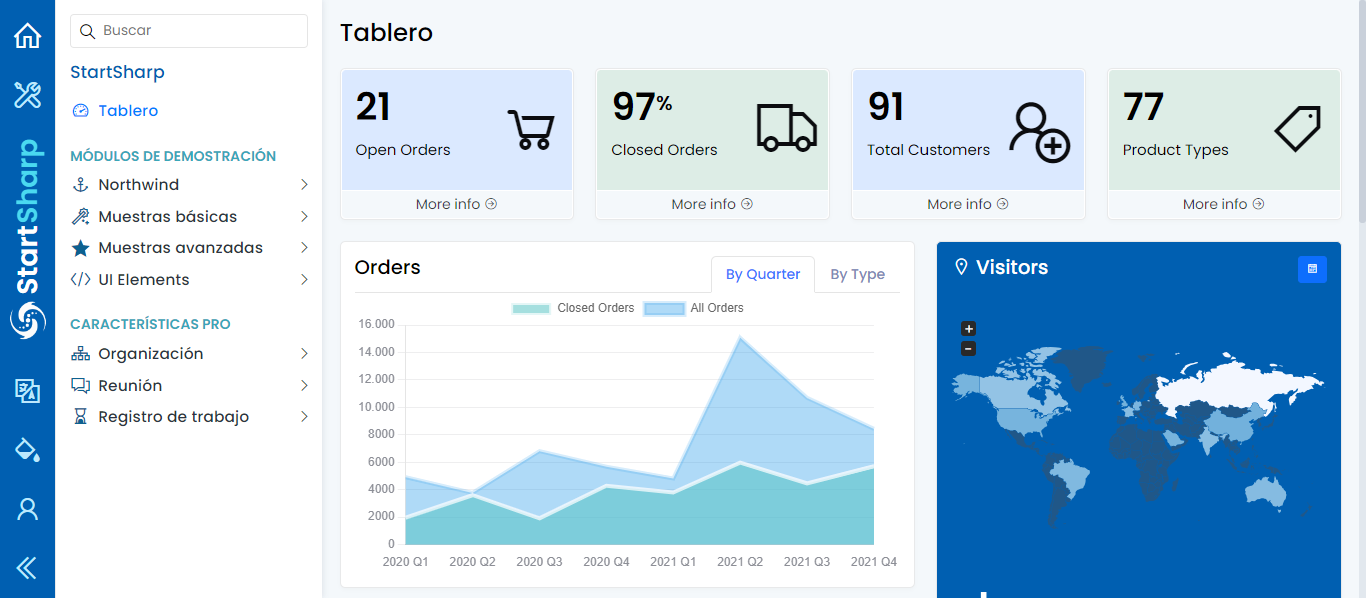 StartSharp
Buscar
StartSharp
Tablero
MÓDULOS DE DEMOSTRACIÓN
Northwind
Muestras básicas
Muestras avanzadas
UI Elements
CARACTERÍSTICAS PRO
Organización
Reunión
Registro de trabajo
Tablero
21
Open Orders
More info
97%
Closed Orders
More info
91
Total Customers
More info
77
Product Types
More info
Orders
By Quarter
By Type
Closed Orders
All Orders
16.000
14.000
12.000
10.000
8000
6000
4000
2000
0
2020 Q1
2020 Q2
2020 Q3
2020 Q4
2021 Q1
2021 Q2
2021 Q3
2021 Q4
Visitors
+
-